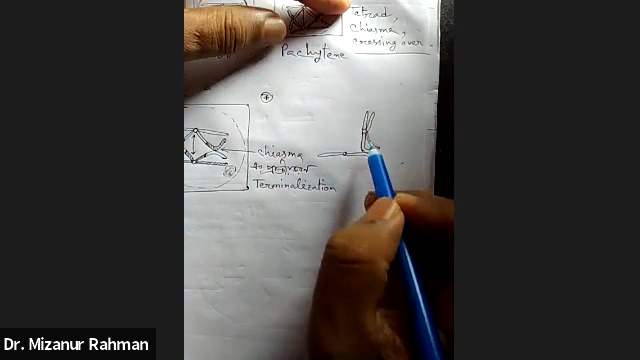 Tetrad,
Chiasma,
crossing over
Pachytene
chiasma
Terminalization
Dr. Mizanur Rahman